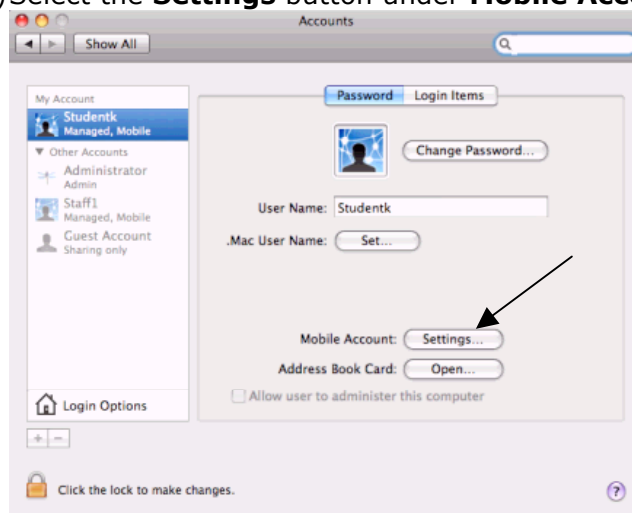 Select the Settings button under Mobile Acc
Accounts
Show All
My Account
Studentk
Managed, Mobile
Other Accounts
Administrator
Admin
Staff1
Managed, Mobile
Guest Account
Sharing only
Login Options
Password Login Items
Change Password...
User Name: Studentk
.Mac User Name: Set...
Mobile Account: Settings...
Address Book Card: Open...
Allow user to administer this computer
+ -
Click the lock to make changes.
?